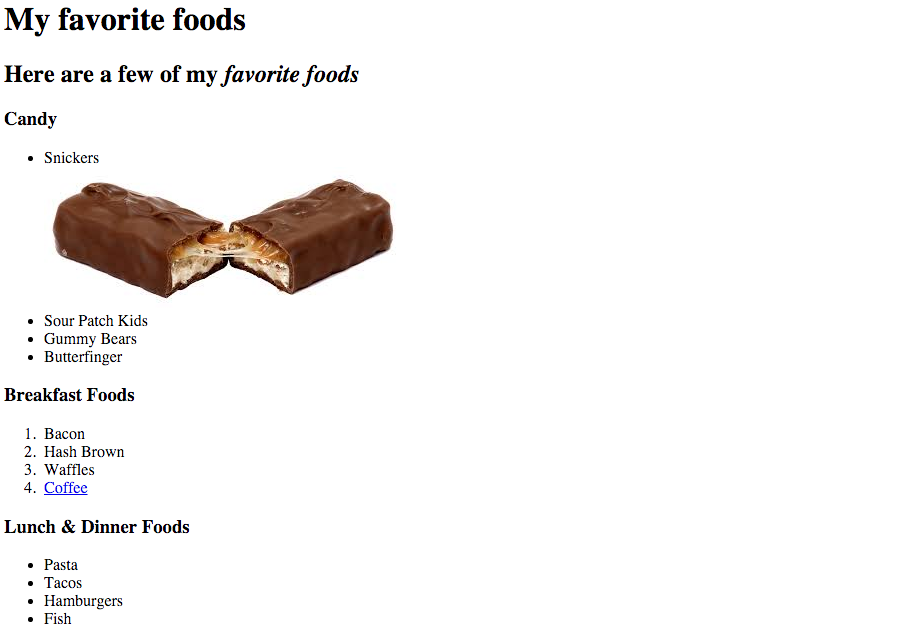 My favorite foods
Here are a few of my favorite foods
Candy
• Snickers
• Sour Patch Kids
• Gummy Bears
• Butterfinger
Breakfast Foods
1. Bacon
2. Hash Brown
3. Waffles
4. Coffee
Lunch & Dinner Foods
• Pasta
• Tacos
• Hamburgers
• Fish